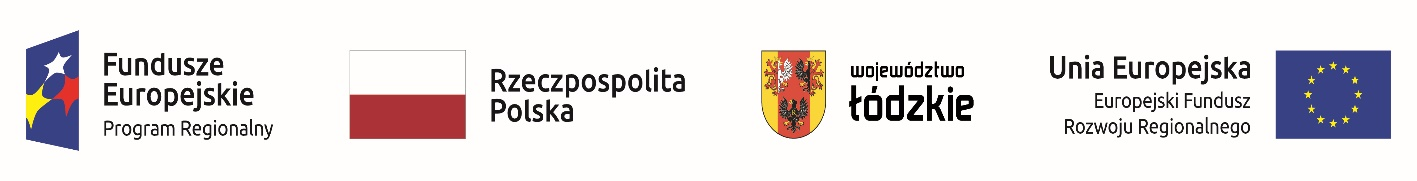 Fundusze
Europejskie
Program Regionalny
Rzeczpospolita
Polska
województwo
łódzkie
Unia Europejska
Europejski Fundusz
Rozwoju Regionalnego